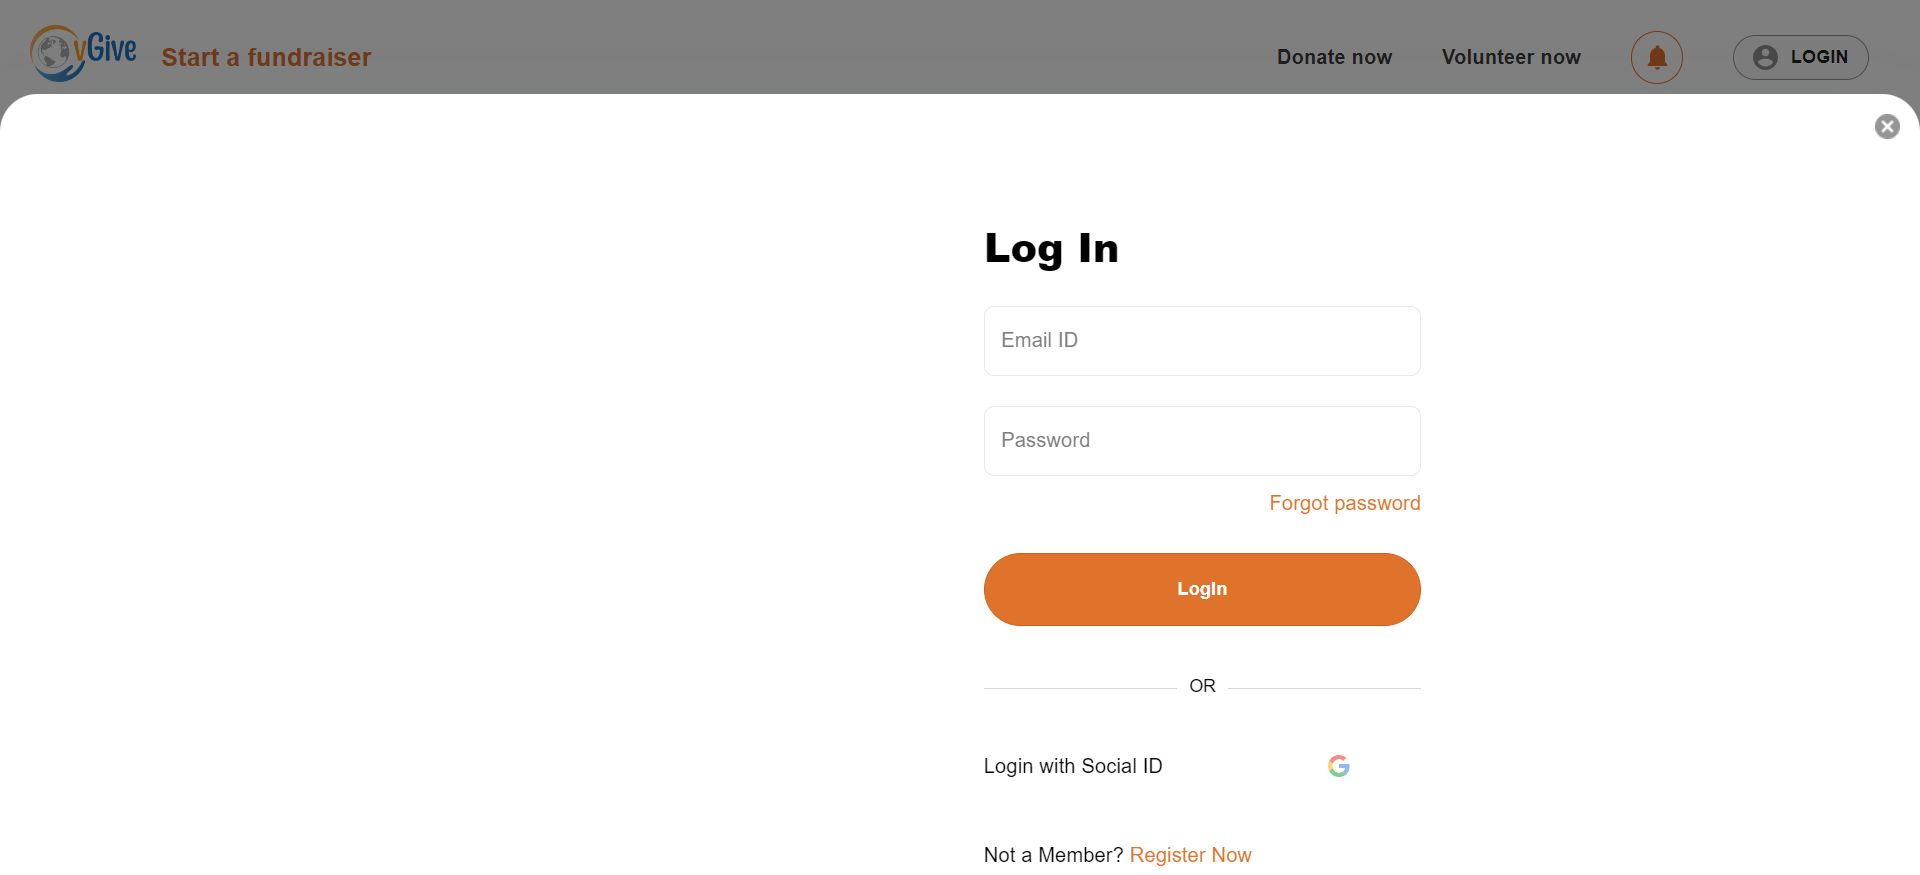 vGive
Start a fundraiser
Donate now
Volunteer now
LOGIN
Log In
Email ID
Password
Forgot password
LogIn
OR
Login with Social ID
Not a Member? Register Now